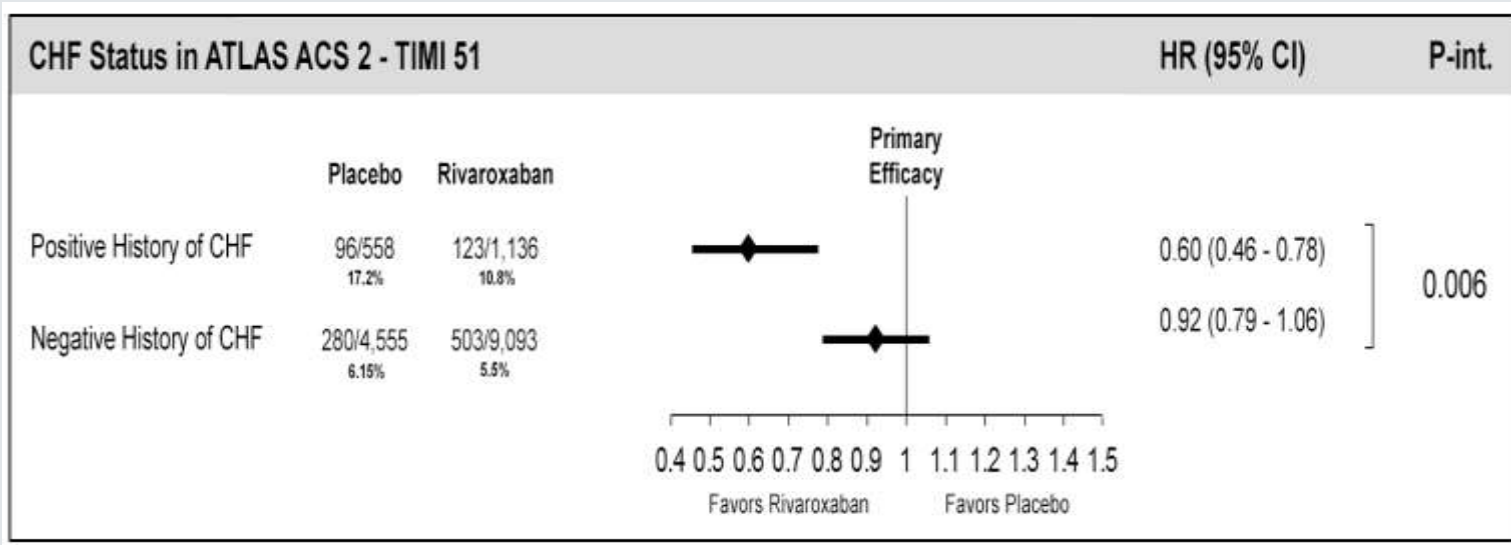 CHF Status in ATLAS ACS 2 - TIMI 51 HR (95% CI) P-int.
Primary
Efficacy
Placebo Rivaroxaban
Positive History of CHF 96/558 123/1,136 0.60 (0.46 - 0.78)
17.2% 10.8%
0.006
Negative History of CHF 280/4,555 503/9,093 0.92 (0.79 - 1.06)
6.15% 5.5%
0.4 0.5 0.6 0.7 0.8 0.9 1 1.1 1.2 1.3 1.4 1.5
Favors Rivaroxaban Favors Placebo